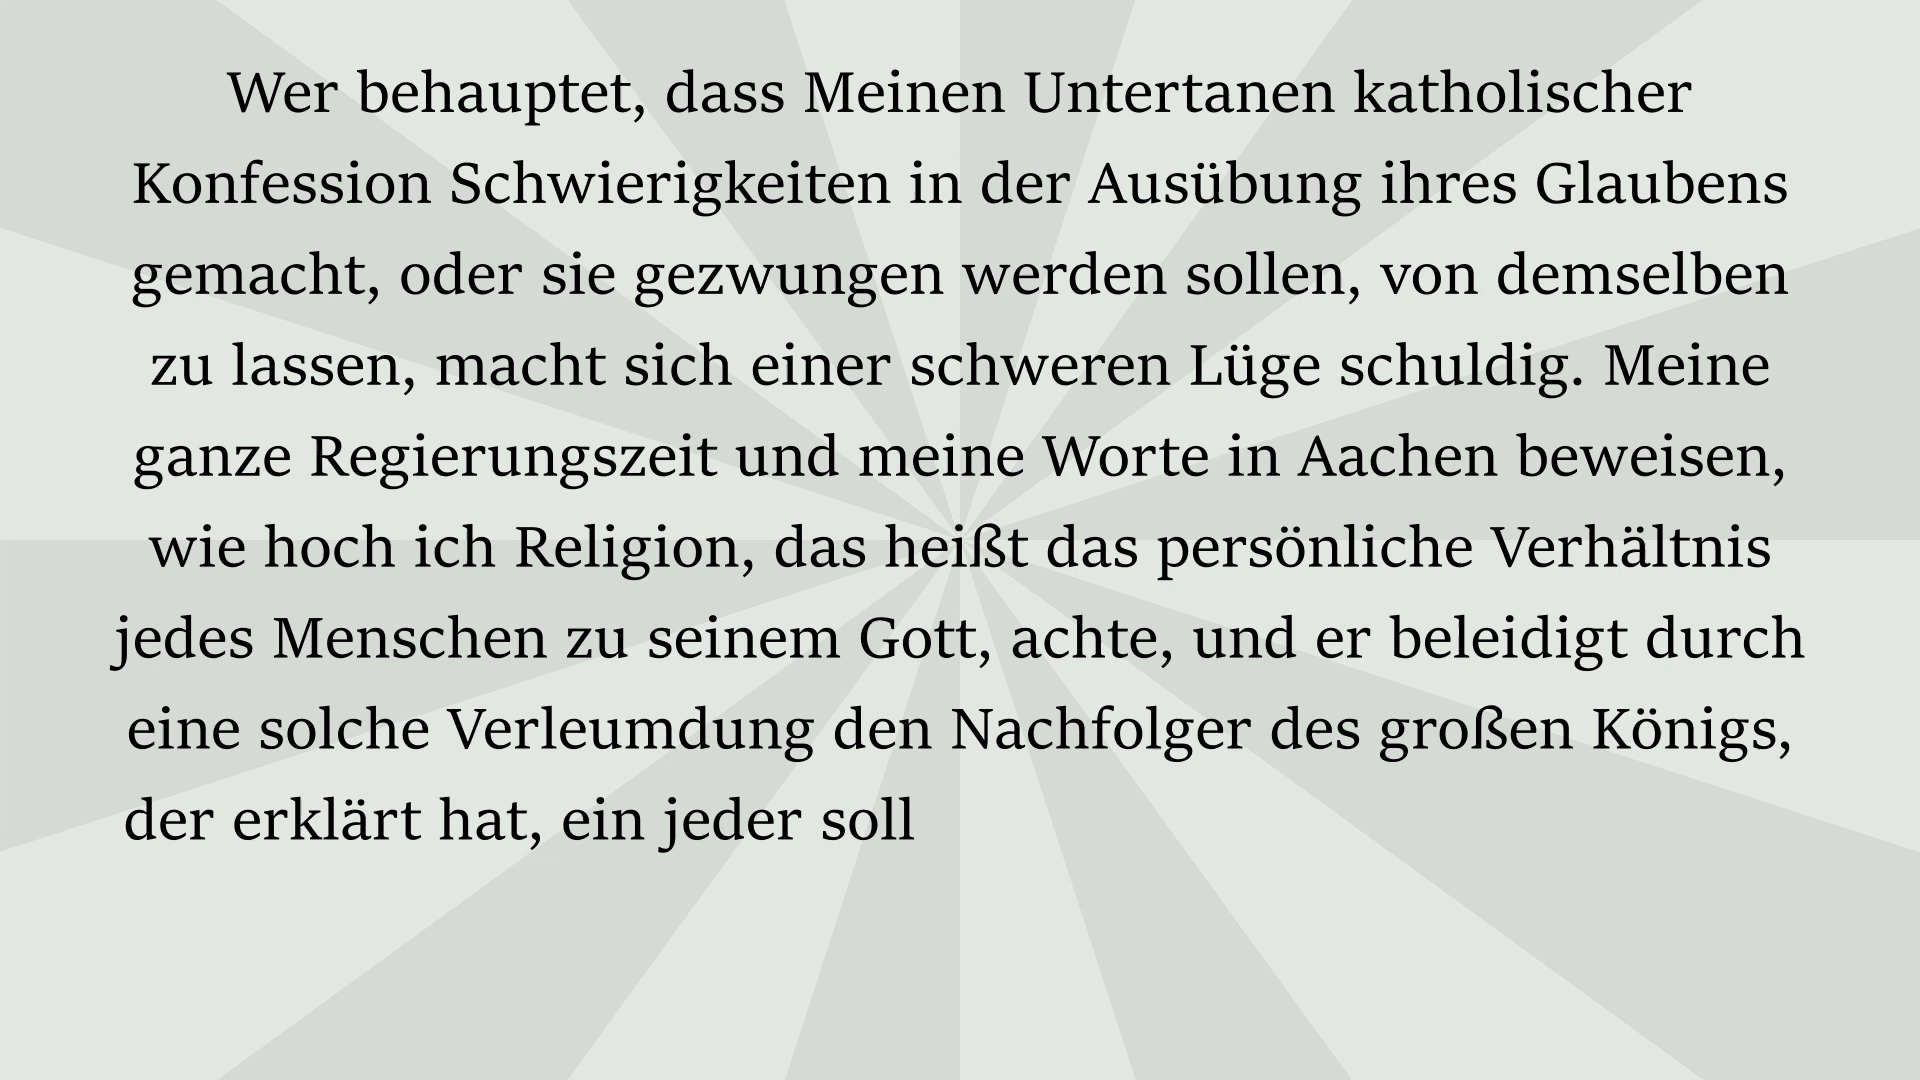 Wer behauptet, dass Meinen Untertanen katholischer
Konfession Schwierigkeiten in der Ausübung ihres Glaubens
gemacht, oder sie gezwungen werden sollen, von demselben
zu lassen, macht sich einer schweren Lüge schuldig. Meine
ganze Regierungszeit und meine Worte in Aachen beweisen,
wie hoch ich Religion, das heißt das persönliche Verhältnis
jedes Menschen zu seinem Gott, achte, und er beleidigt durch
eine solche Verleumdung den Nachfolger des großen Königs,
der erklärt hat, ein jeder soll